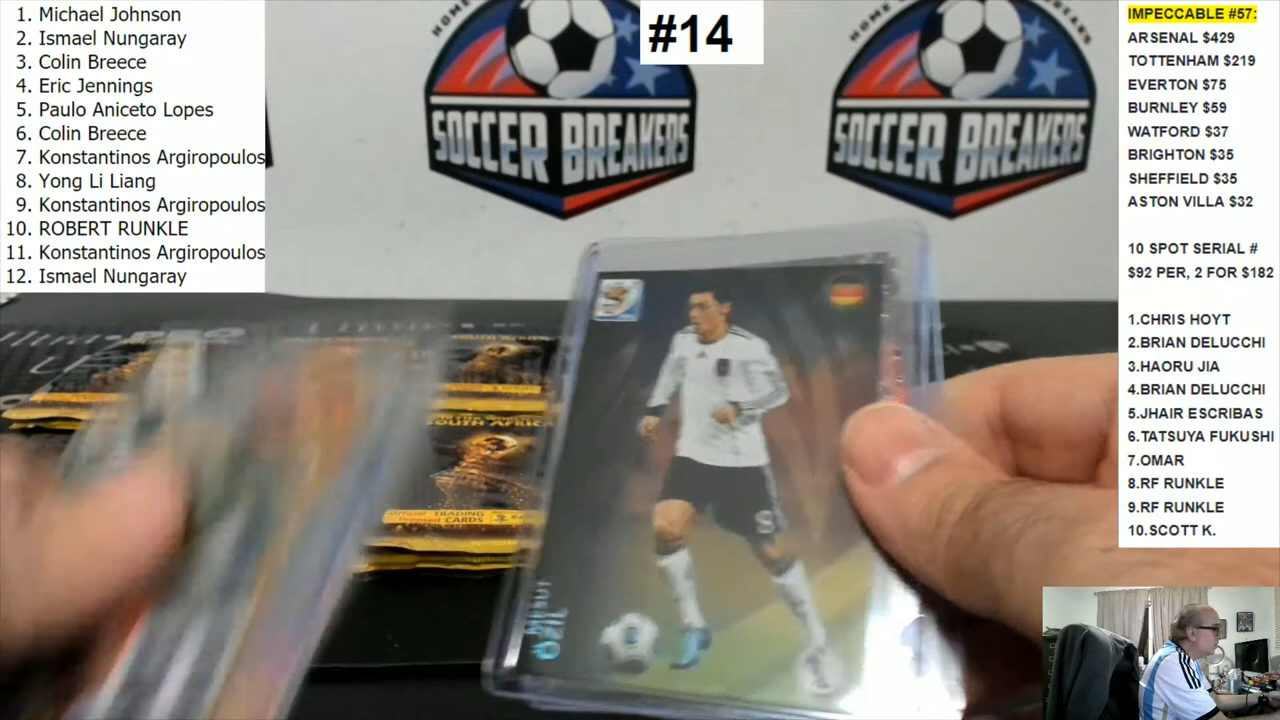 1. Michael Johnson
2. Ismael Nungaray
3. Colin Breece
4. Eric Jennings
5. Paulo Aniceto Lopes
6. Colin Breece
7. Konstantinos Argiropoulos
8. Yong Li Liang
9. Konstantinos Argiropoulos
10. ROBERT RUNKLE
11. Konstantinos Argiropoulos
12. Ismael Nungaray
#14
SOCCER BREAKERS
SOCCER BREAKERS
IMPECCABLE #57:
ARSENAL $429
TOTTENHAM $219
EVERTON $75
BURNLEY $59
WATFORD $37
BRIGHTON $35
SHEFFIELD $35
ASTON VILLA $32
10 SPOT SERIAL #
$92 PER, 2 FOR $182
1.CHRIS HOYT
2.BRIAN DELUCCHI
3.HAORU JIA
4.BRIAN DELUCCHI
5.JHAIR ESCRIBAS
6.TATSUYA FUKUSHI
7.OMAR
8.RF RUNKLE
9.RF RUNKLE
10.SCOTT K.
SOUTH AFRICA
TRADING
CARDS
ÖZIL